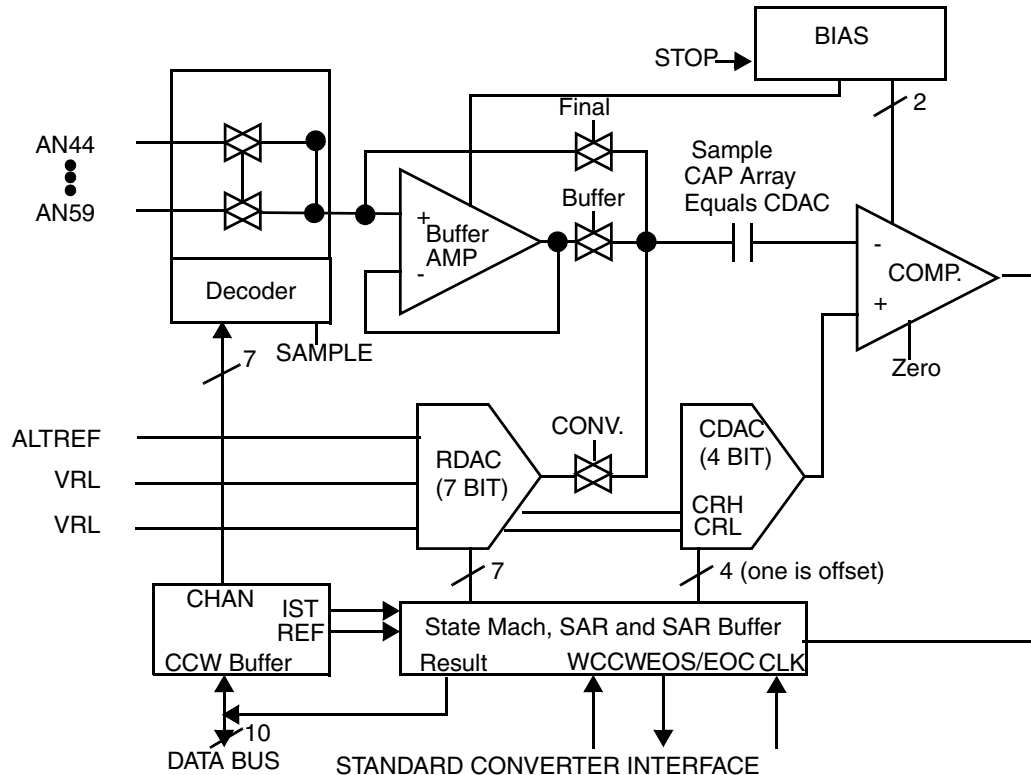 BIAS
STOP
2
Final
AN44
AN59
Sample
CAP Array
Equals CDAC
Buffer
+
Buffer
AMP
-
-
COMP.
+
Decoder
SAMPLE
Zero
7
ALTREF
VRL
VRL
RDAC
(7 BIT)
CONV.
CDAC
(4 BIT)
CRH
CRL
7
4 (one is offset)
CHAN
IST
REF
CCW Buffer
State Mach, SAR and SAR Buffer
Result
WCCWEOS/EOC CLK
10
DATA BUS
STANDARD CONVERTER INTERFACE